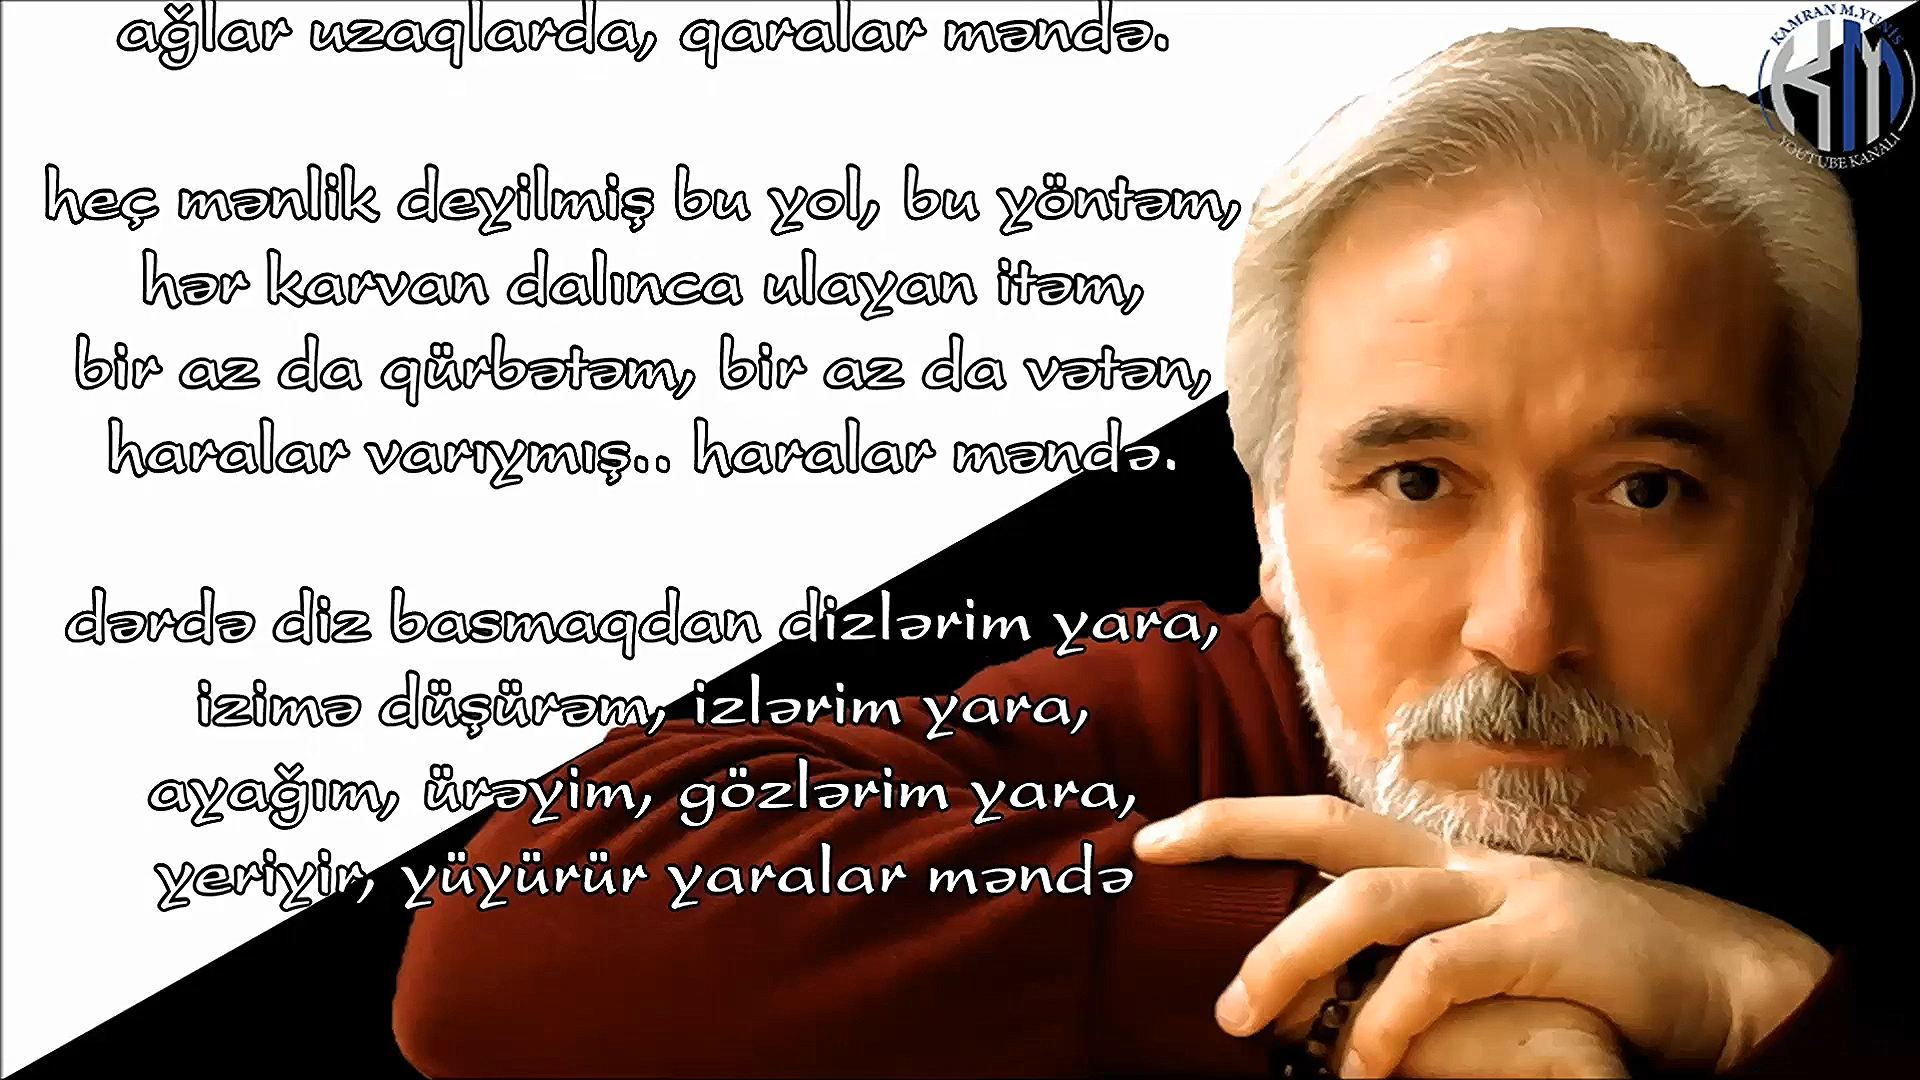 ağlar uzaqlarda, qaralar məndə.
heç mənlik deyilmiş bu yol, bu yöntəm,
hər karvan dalınca ulayan itəm,
bir az da qürbətəm, bir az da vətən,
haralar varıymış.. haralar məndə.
dərdə diz basmaqdan dizlərim yara,
izimə düşürəm, izlərim yara,
ayağım, ürəyim, gözlərim yara,
yeriyir, yüyürür yaralar məndə
KAMRAN M.YUNİS
KM
YOUTUBE KANALI